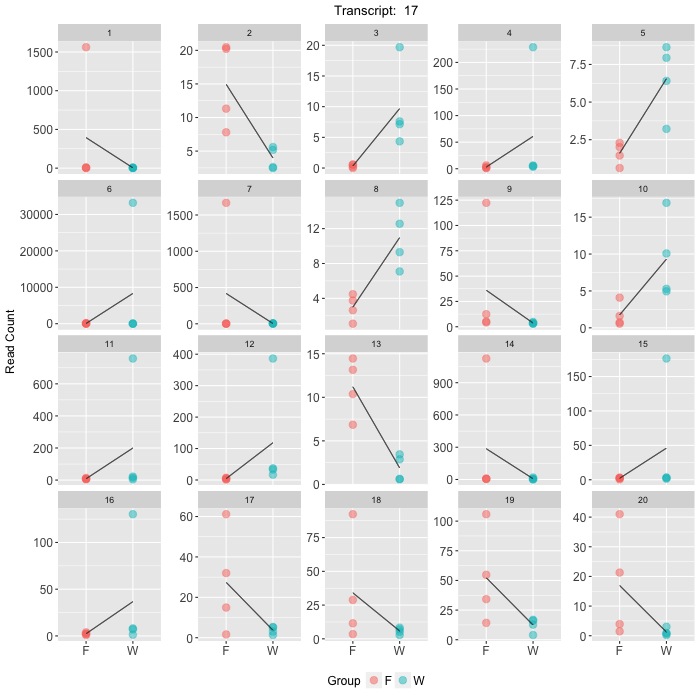 Transcript: 17
1 2 3 4 5
1500 1000 500 0
20 15 10 5
20 15 10 5 0
200 150 100 50 0
7.5 5.0 2.5
6 7 8 9 10
30000 20000 10000 0
1500 1000 500 0
12 8 4
125 100 75 50 25 0
15 10 5 0
Read Count
11 12 13 14 15
600 400 200 0
400 300 200 100 0
15 10 5 0
900 600 300 0
150 100 50 0
16 17 18 19 20
100 50 0
60 40 20 0
75 50 25 0
100 75 50 25 0
40 30 20 10 0
F W F W F W F W F W
Group F W